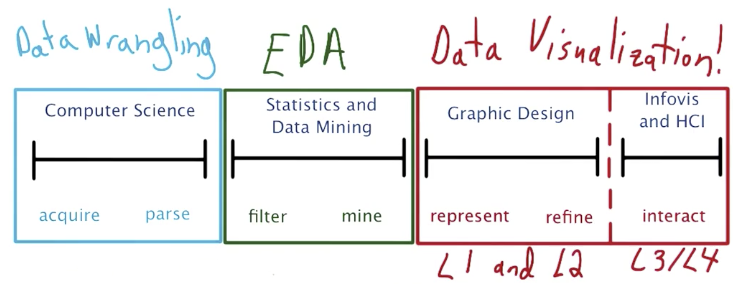 Data Wrangling EDA Data Visualization!
Computer Science
Statistics and
Data Mining
Graphic Design
Infovis
and HCI
acquire parse filter mine represent refine interact
L1 and L2 L3/L4